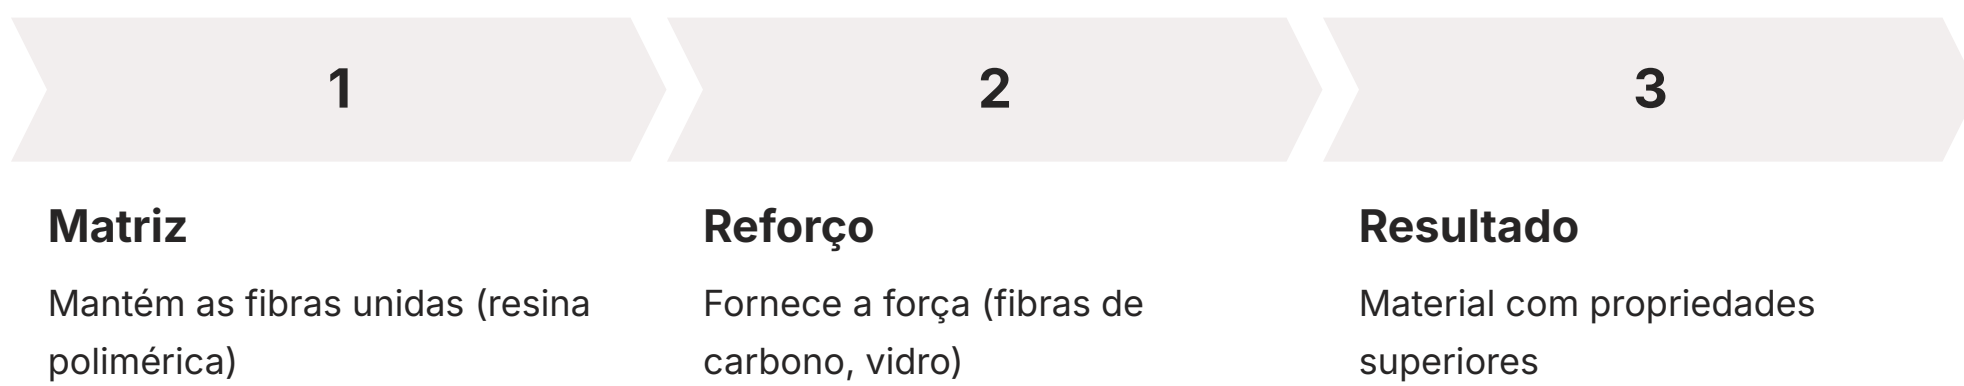 1
2
3
Matriz
Mantém as fibras unidas (resina
polimérica)
Reforço
Fornece a força (fibras de
carbono, vidro)
Resultado
Material com propriedades
superiores